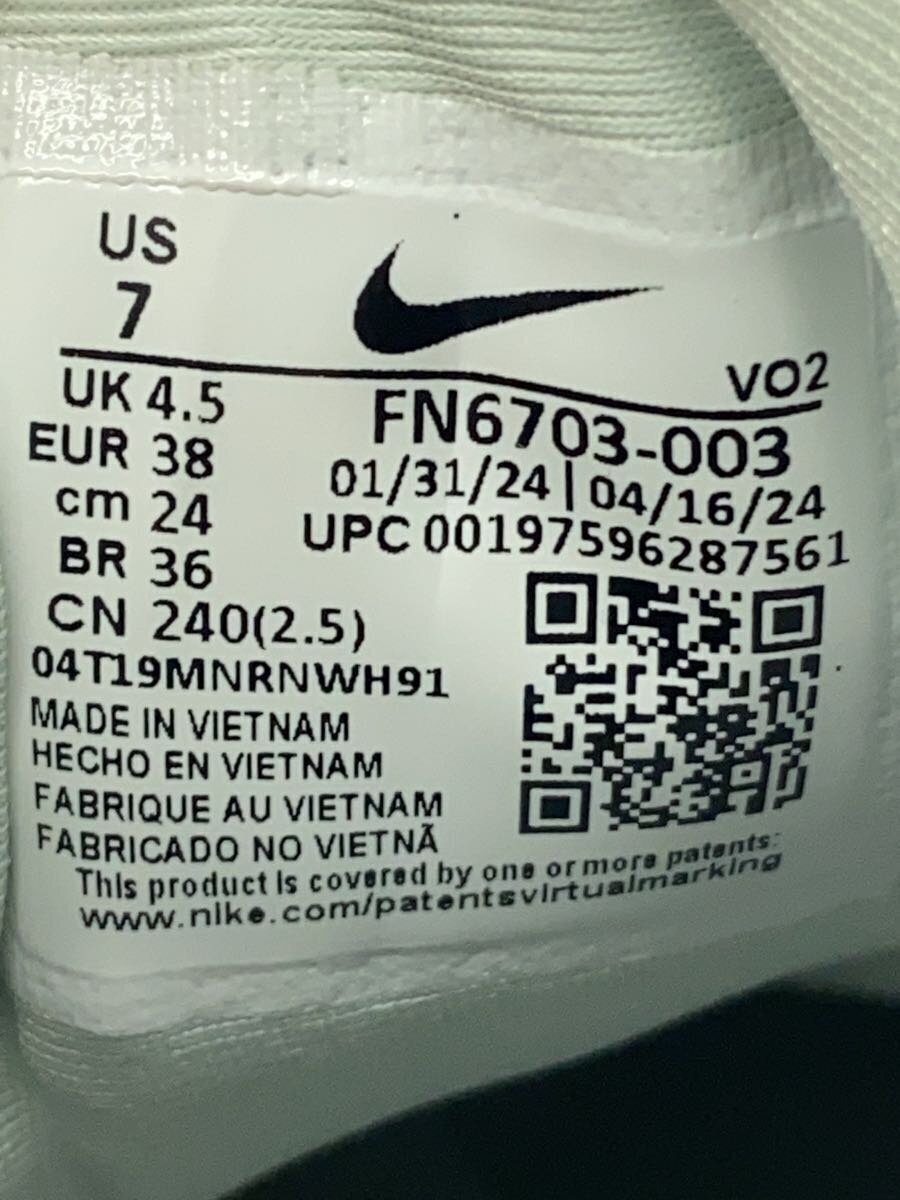 US
7
VO2
UK 4.5
EUR 38
cm 24
BR 36
CN 240(2.5)
FN6703-003
01/31/24 | 04/16/24
UPC 00197596287561
04T19MNRNWH91
MADE IN VIETNAM
HECHO EN VIETNAM
FABRIQUE AU VIETNAM
FABRICADO NO VIETNÃ
This product is covered by one or more patents:
www.nike.com/patentsvirtualmarking